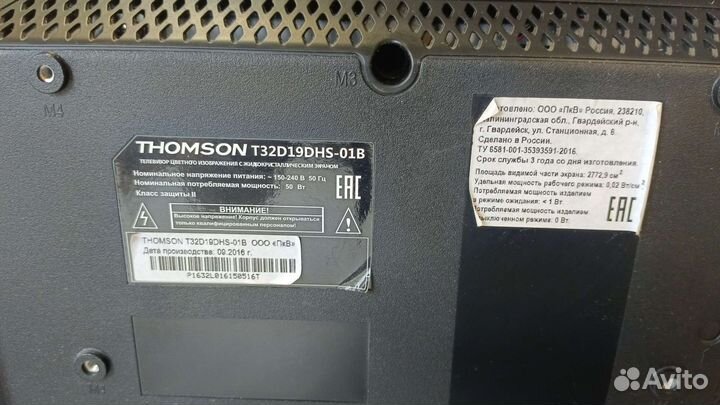 M4
M3
THOMSON T32D19DHS-01B
ТЕЛЕВИЗОР ЦВЕТНОГО ИЗОБРАЖЕНИЯ С ЖИДКОКРИСТАЛЛИЧЕСКИМ ЭКРАНОМ
Номинальное напряжение питания: ~ 150-240 В 50 Гц
Номинальная потребляемая мощность: 50 Вт
Класс защиты II
EAC
ВНИМАНИЕ!
Высокое напряжение! Корпус должен открываться
только квалифицированным персоналом!
THOMSON T32D19DHS-01B ООО «ПкВ»
Дата производства: 09.2016 г.
P1632L016150516T
ООО «ПкВ» Россия, 238210,
обл., Гвардейский р-н,
г. Гвардейск, ул. Станционная, д. 6.
Сделано в России.
ТУ 6581-001-35393591-2016.
Срок службы 3 года со дня изготовления.
Площадь видимой части экрана: 2772,9 см²
Удельная мощность рабочего режима: 0,02 Вт/см²
Потребляемая мощность изделием
в режиме ожидания: < 1 Вт.
Потребляемая мощность изделием
выключенном режиме: 0 Вт.
EAC
Avito